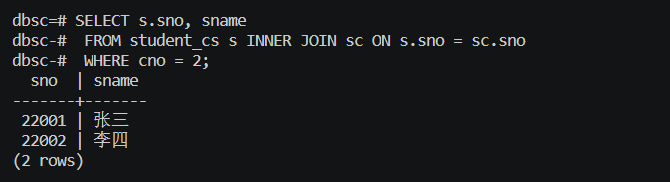 dbsc=# SELECT s.sno, sname
dbsc-#  FROM student_cs s INNER JOIN sc ON s.sno = sc.sno
dbsc-#  WHERE cno = 2;
  sno  | sname
-------+-------
 22001 | 张三
 22002 | 李四
(2 rows)